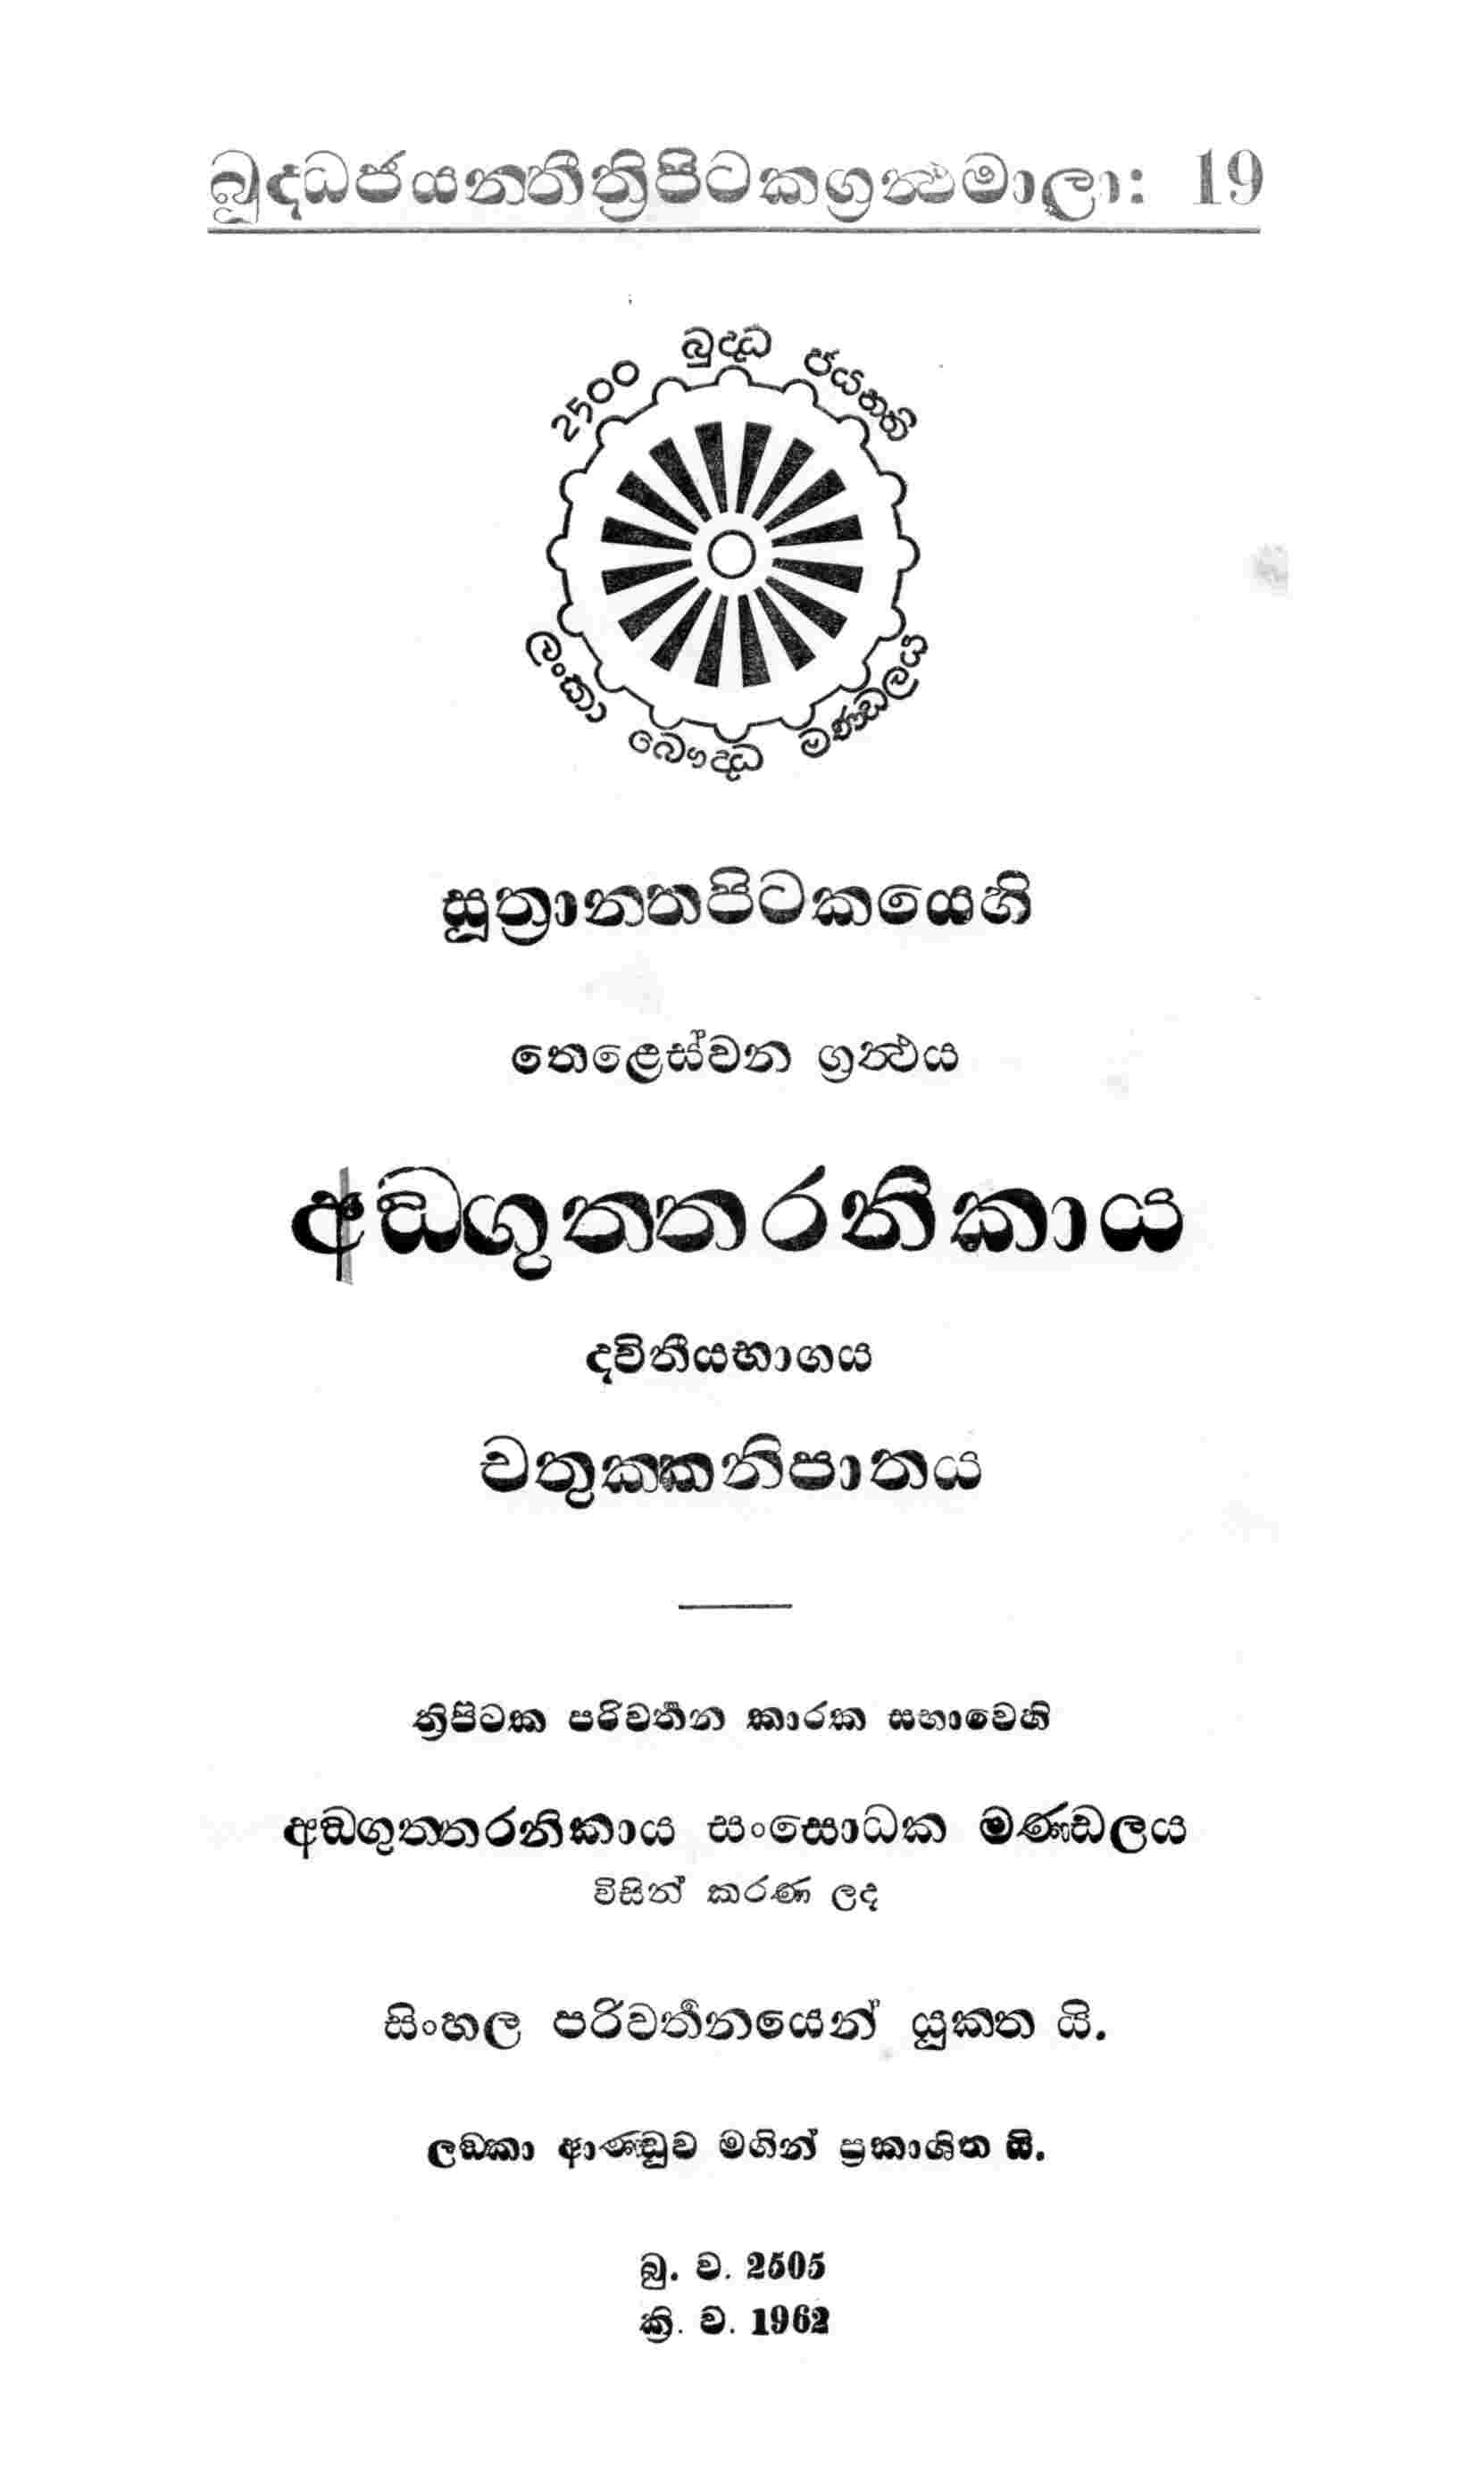 බුද්ධජයන්තීත්‍රිපිටකග්‍රන්ථමාලා: 19
2500 බුද්ධ ජයන්ති
ලංකා බෞද්ධ මණ්ඩලය
සූත්‍රාන්තපිටකයෙහි
තෙළෙස්වන ග්‍රන්ථය
අඞ්ගුත්තරනිකාය
ද්විතීයභාගය
චතුක්කනිපාතය
ත්‍රිපිටක පරිවර්තන කාරක සභාවෙහි
අඞ්ගුත්තරනිකාය සංසොධක මණ්ඩලය
විසින් කරණ ලද
සිංහල පරිවර්තනයෙන් යුක්ත යි.
ලඞ්කා ආණ්ඩුව මගින් ප්‍රකාශිත යි.
බු. ව. 2505
ක්‍රි. ව. 1962